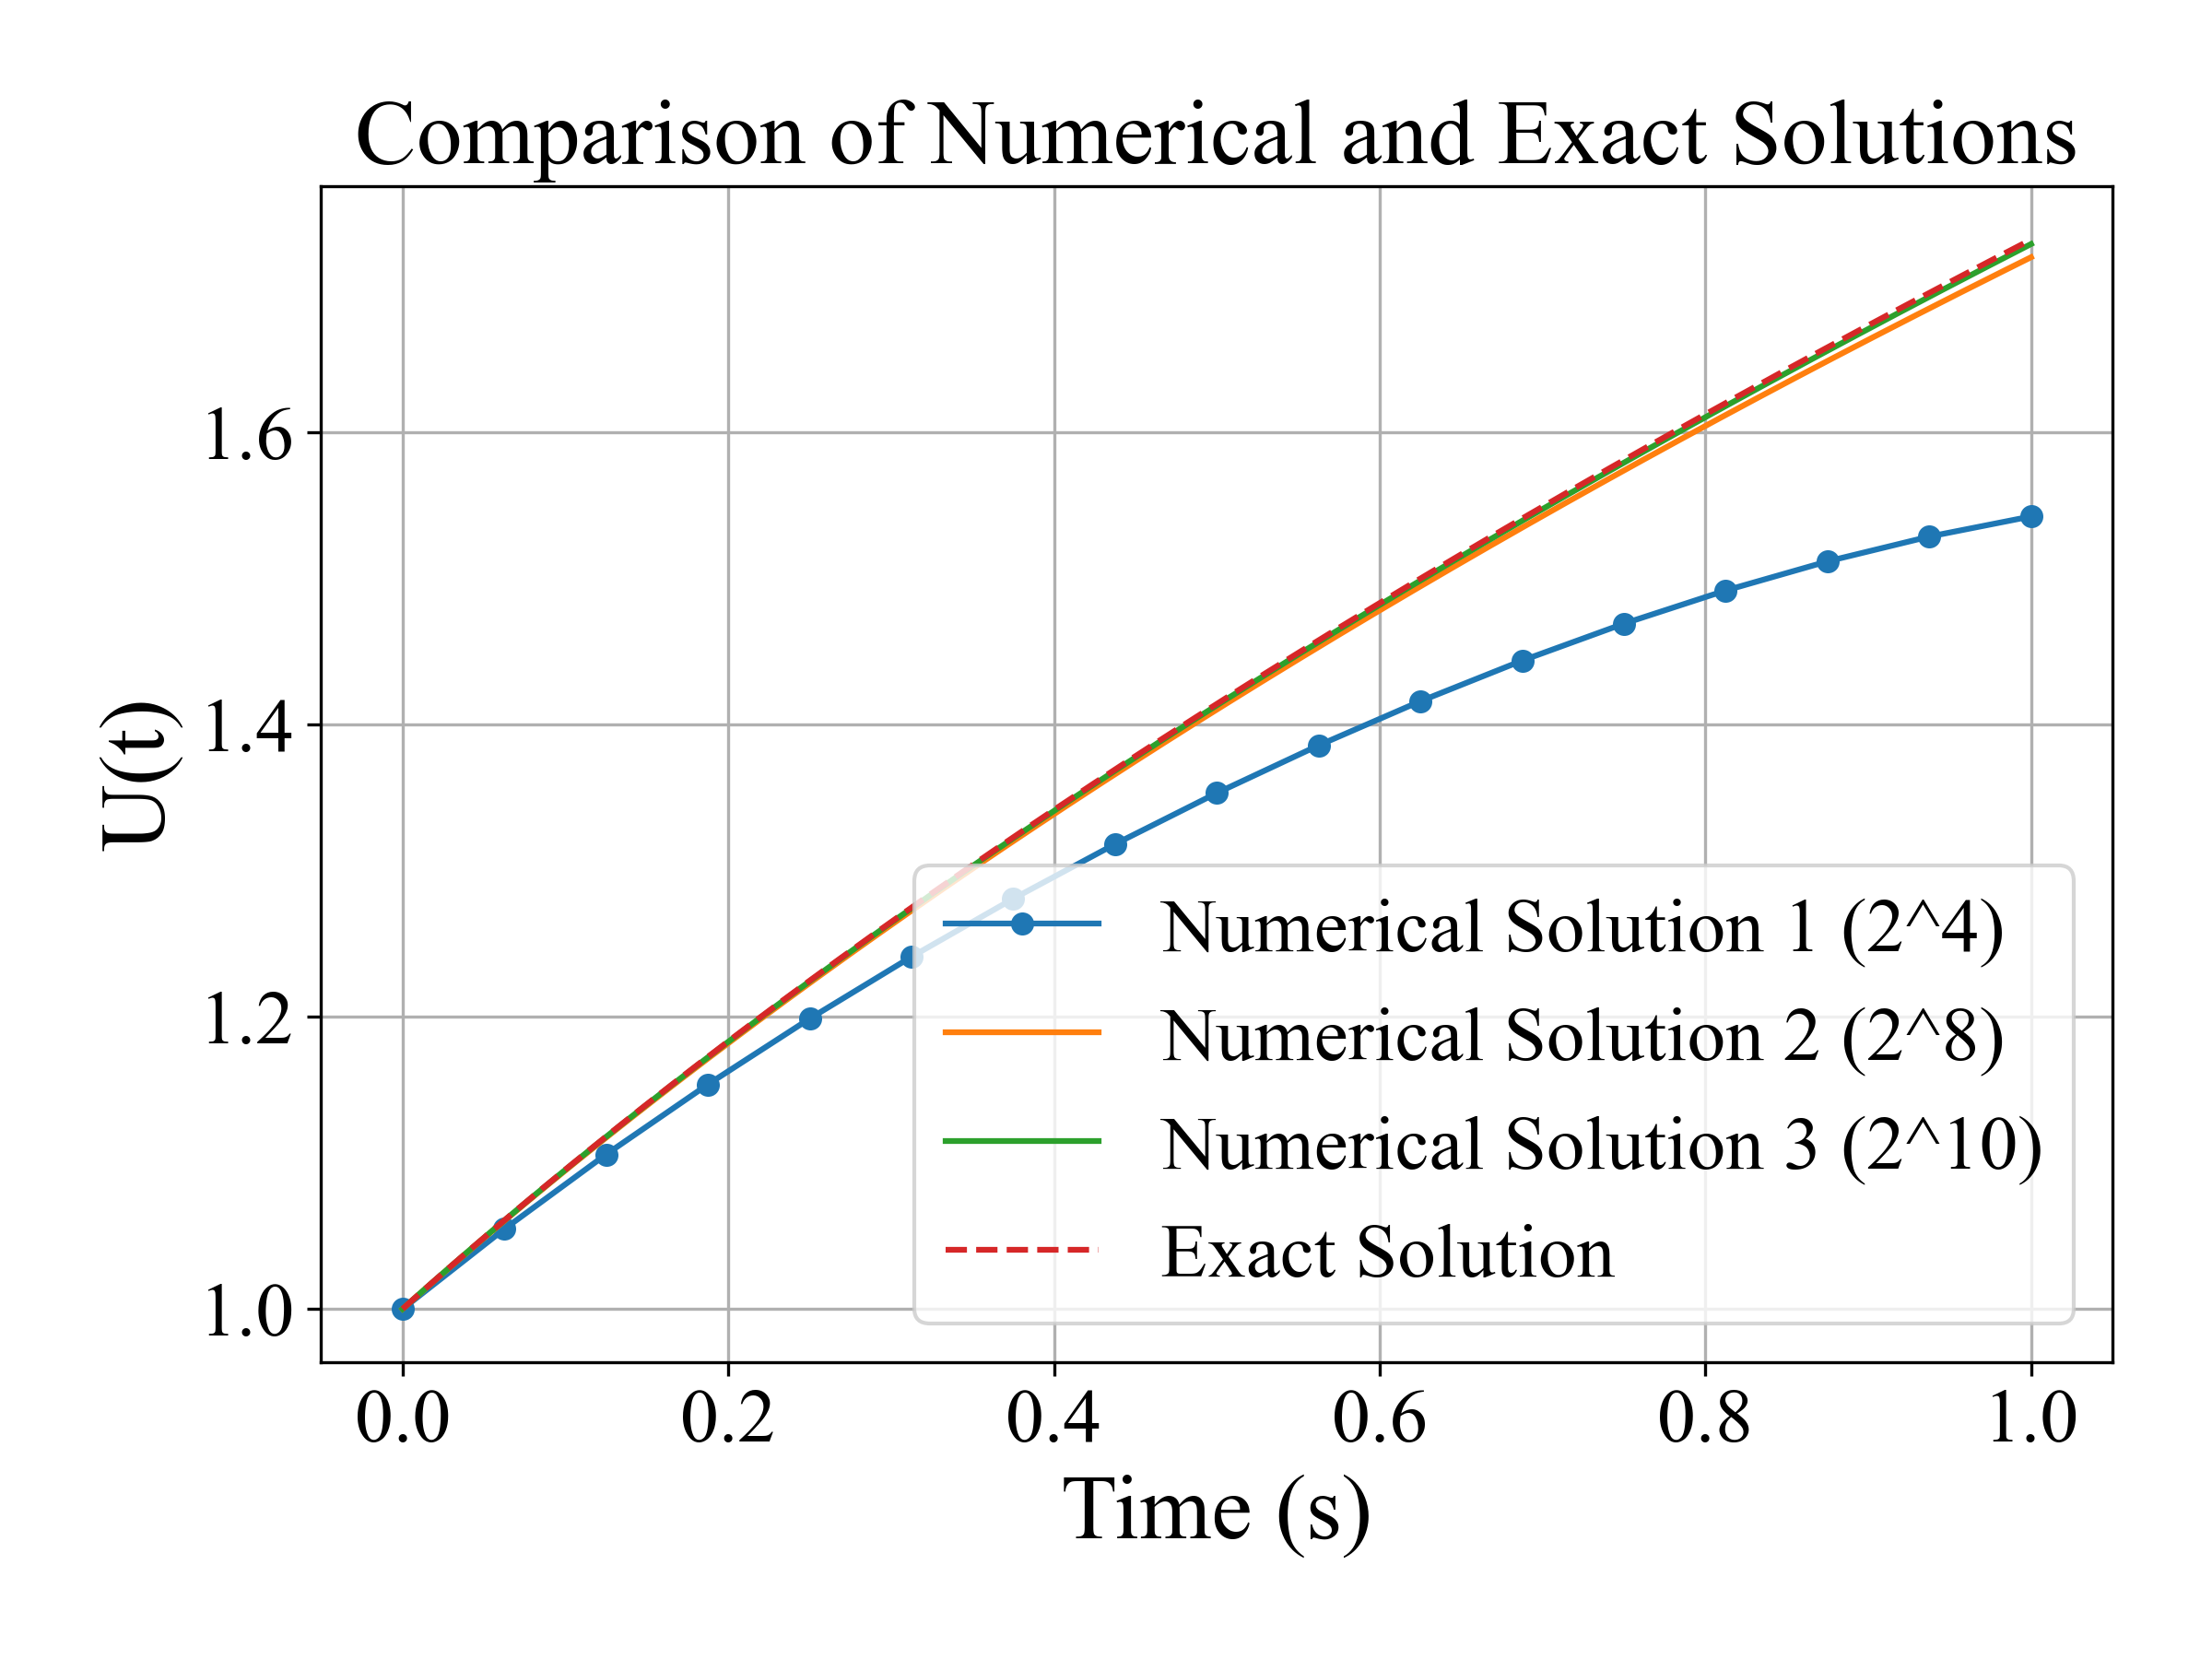 Comparison of Numerical and Exact Solutions
U(t)
1.6
1.4
1.2
1.0
Numerical Solution 1 (2^4)
Numerical Solution 2 (2^8)
Numerical Solution 3 (2^10)
Exact Solution
0.0 0.2 0.4 0.6 0.8 1.0
Time (s)